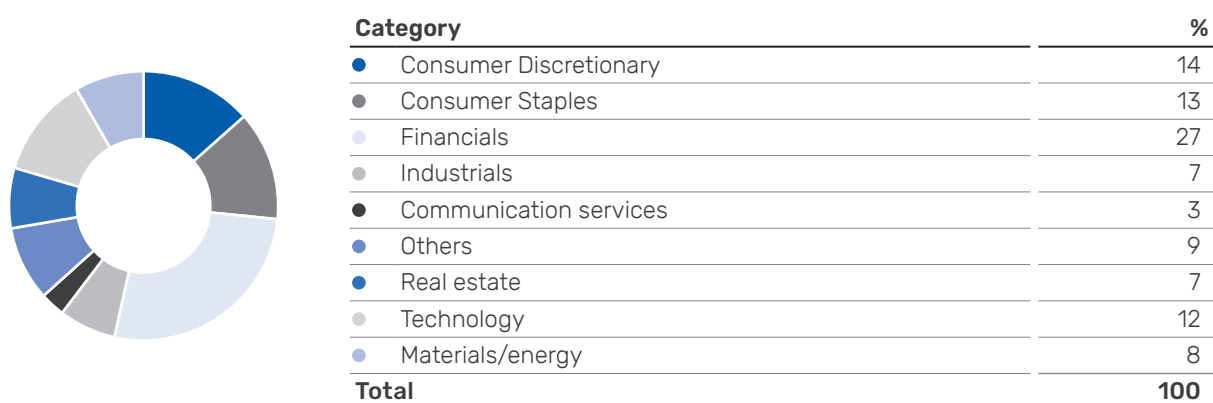 Category %
Consumer Discretionary 14
Consumer Staples 13
Financials 27
Industrials 7
Communication services 3
Others 9
Real estate 7
Technology 12
Materials/energy 8
Total 100